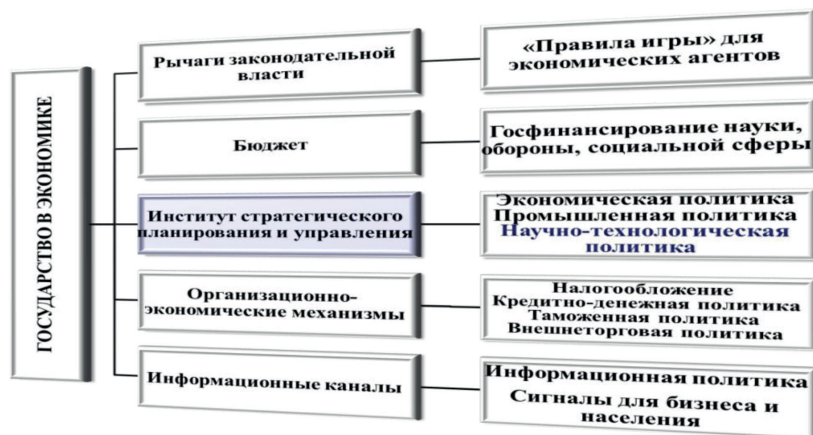 ГОСУДАРСТВО В ЭКОНОМИКЕ
Рычаги законодательной
власти
«Правила игры» для
экономических агентов
Бюджет
Госфинансирование науки,
обороны, социальной сферы
Институт стратегического
планирования и управления
Экономическая политика
Промышленная политика
Научно-технологическая
политика
Организационно-
экономические механизмы
Налогообложение
Кредитно-денежная политика
Таможенная политика
Внешнеторговая политика
Информационные каналы
Информационная политика
Сигналы для бизнеса и
населения